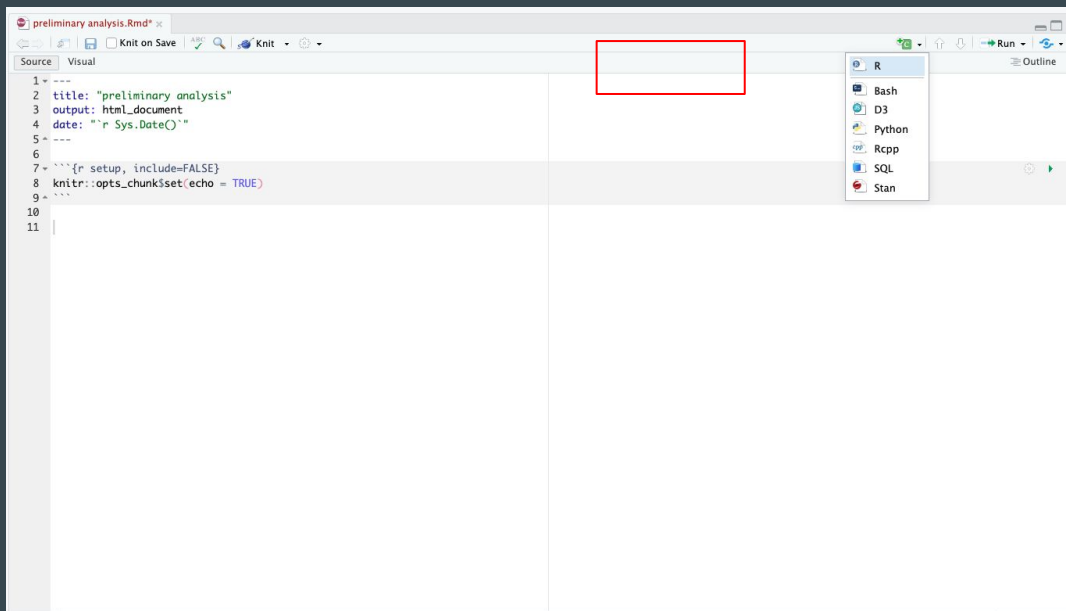 preliminary analysis.Rmd*
Knit on Save ABC Knit Run
Source Visual Outline
1 ---
2 title: "preliminary analysis"
3 output: html_document
4 date: "`r Sys.Date()`"
5 ---
6
7 ```{r setup, include=FALSE}
8 knitr::opts_chunk$set(echo = TRUE)
9 ```
10
11
R
Bash
D3
Python
Rcpp
SQL
Stan